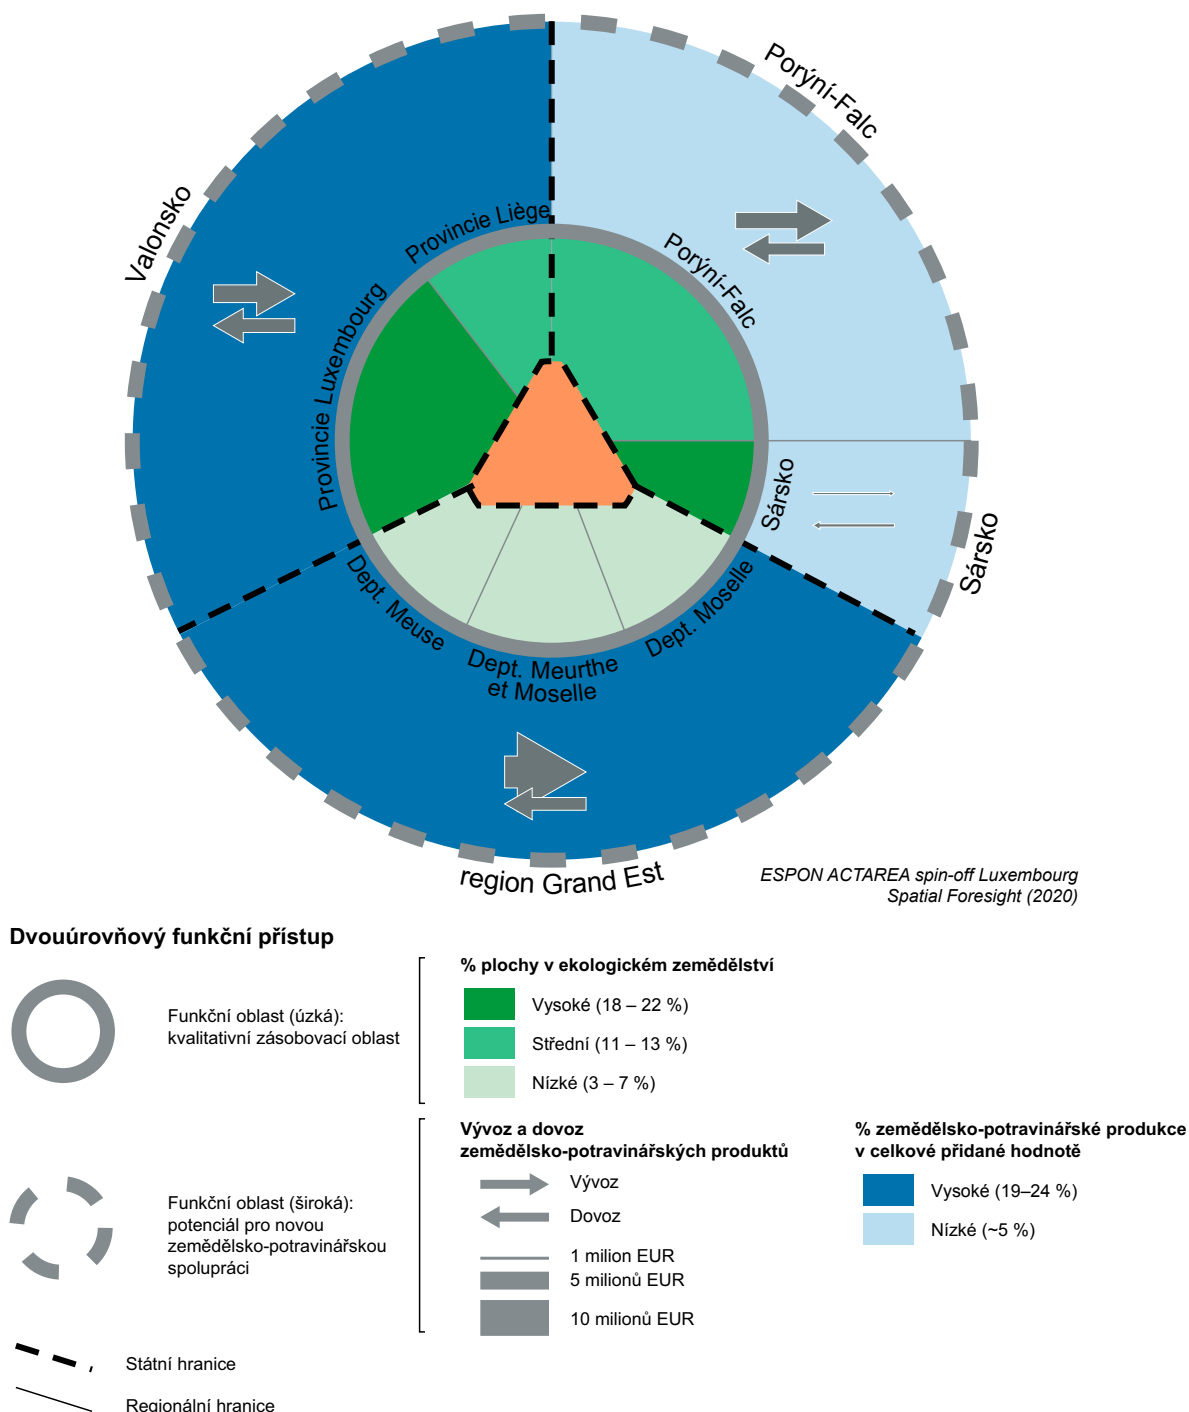 Porýní-Falc
Valonsko
Provincie Liège
Porýní-Falc
Provincie Luxembourg
Sársko
Sársko
Dept. Meuse
Dept. Moselle
Dept. Meurthe
et Moselle
region Grand Est
ESPON ACTAREA spin-off Luxembourg
Spatial Foresight (2020)
Dvouúrovňový funkční přístup
Funkční oblast (úzká):
kvalitativní zásobovací oblast
% plochy v ekologickém zemědělství
Vysoké (18 – 22 %)
Střední (11 – 13 %)
Nízké (3 – 7 %)
Funkční oblast (široká):
potenciál pro novou
zemědělsko-potravinářskou
spolupráci
Vývoz a dovoz
zemědělsko-potravinářských produktů
Vývoz
Dovoz
1 milion EUR
5 milionů EUR
10 milionů EUR
% zemědělsko-potravinářské produkce
v celkové přidané hodnotě
Vysoké (19–24 %)
Nízké (~5 %)
Státní hranice
Regionální hranice